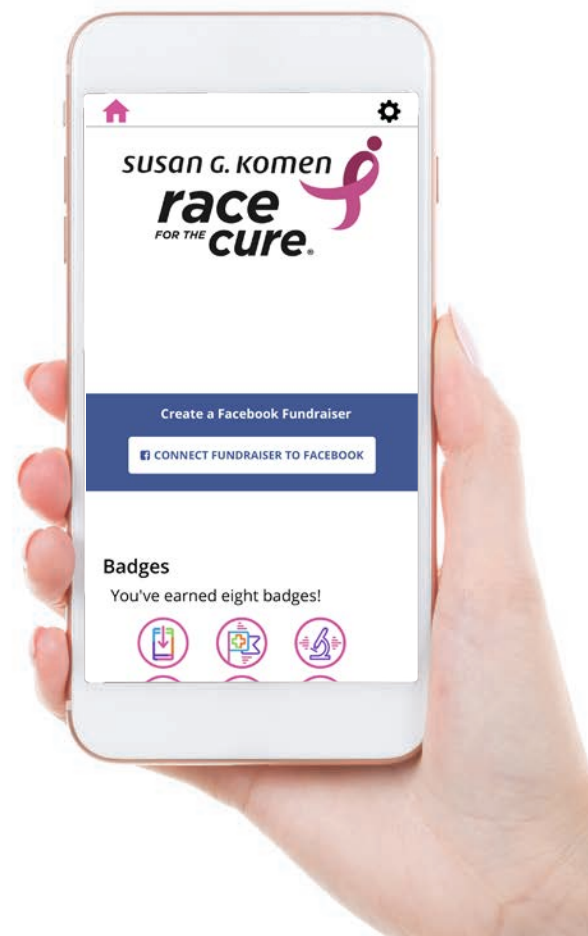 susan g. komen
race
FOR THE cure®
Create a Facebook Fundraiser
CONNECT FUNDRAISER TO FACEBOOK
Badges
You've earned eight badges!